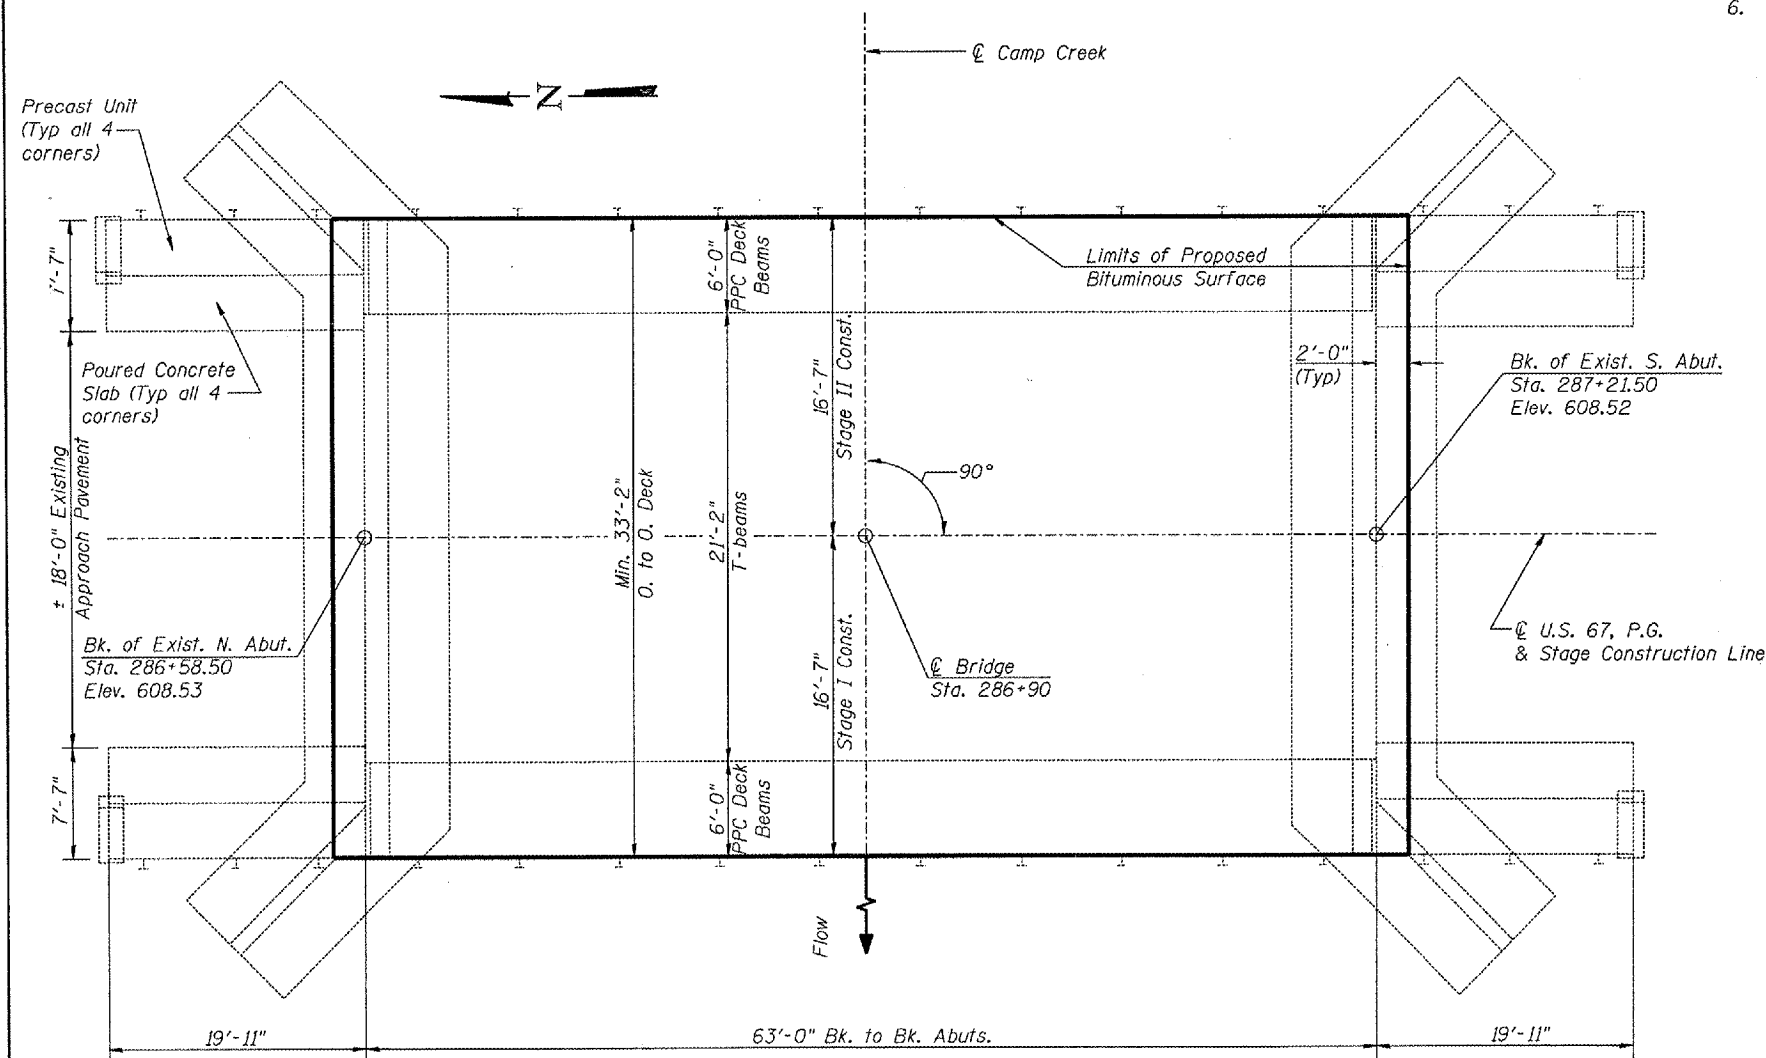 6.
℄ Camp Creek
N
Precast Unit
(Typ all 4
corners)
7'-7"
6'-0"
PPC Deck
Beams
Limits of Proposed
Bituminous Surface
Poured Concrete
Slab (Typ all 4
corners)
16'-7"
Stage II Const.
2'-0"
(Typ)
Bk. of Exist. S. Abut.
Sta. 287+21.50
Elev. 608.52
± 18'-0" Existing
Approach Pavement
Min. 33'-2"
O. to O. Deck
21'-2"
T-beams
90°
Bk. of Exist. N. Abut.
Sta. 286+58.50
Elev. 608.53
16'-7"
Stage I Const.
℄ Bridge
Sta. 286+90
℄ U.S. 67, P.G.
& Stage Construction Line
7'-7"
6'-0"
PPC Deck
Beams
Flow
19'-11"
63'-0" Bk. to Bk. Abuts.
19'-11"